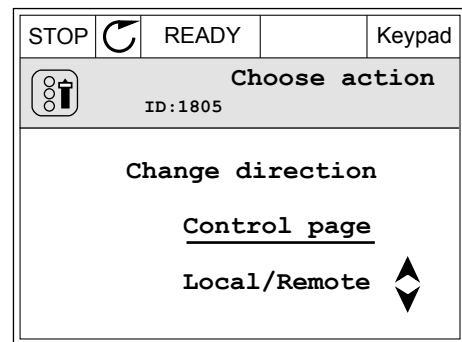 STOP READY Keypad
Choose action
ID:1805
Change direction
Control page
Local/Remote